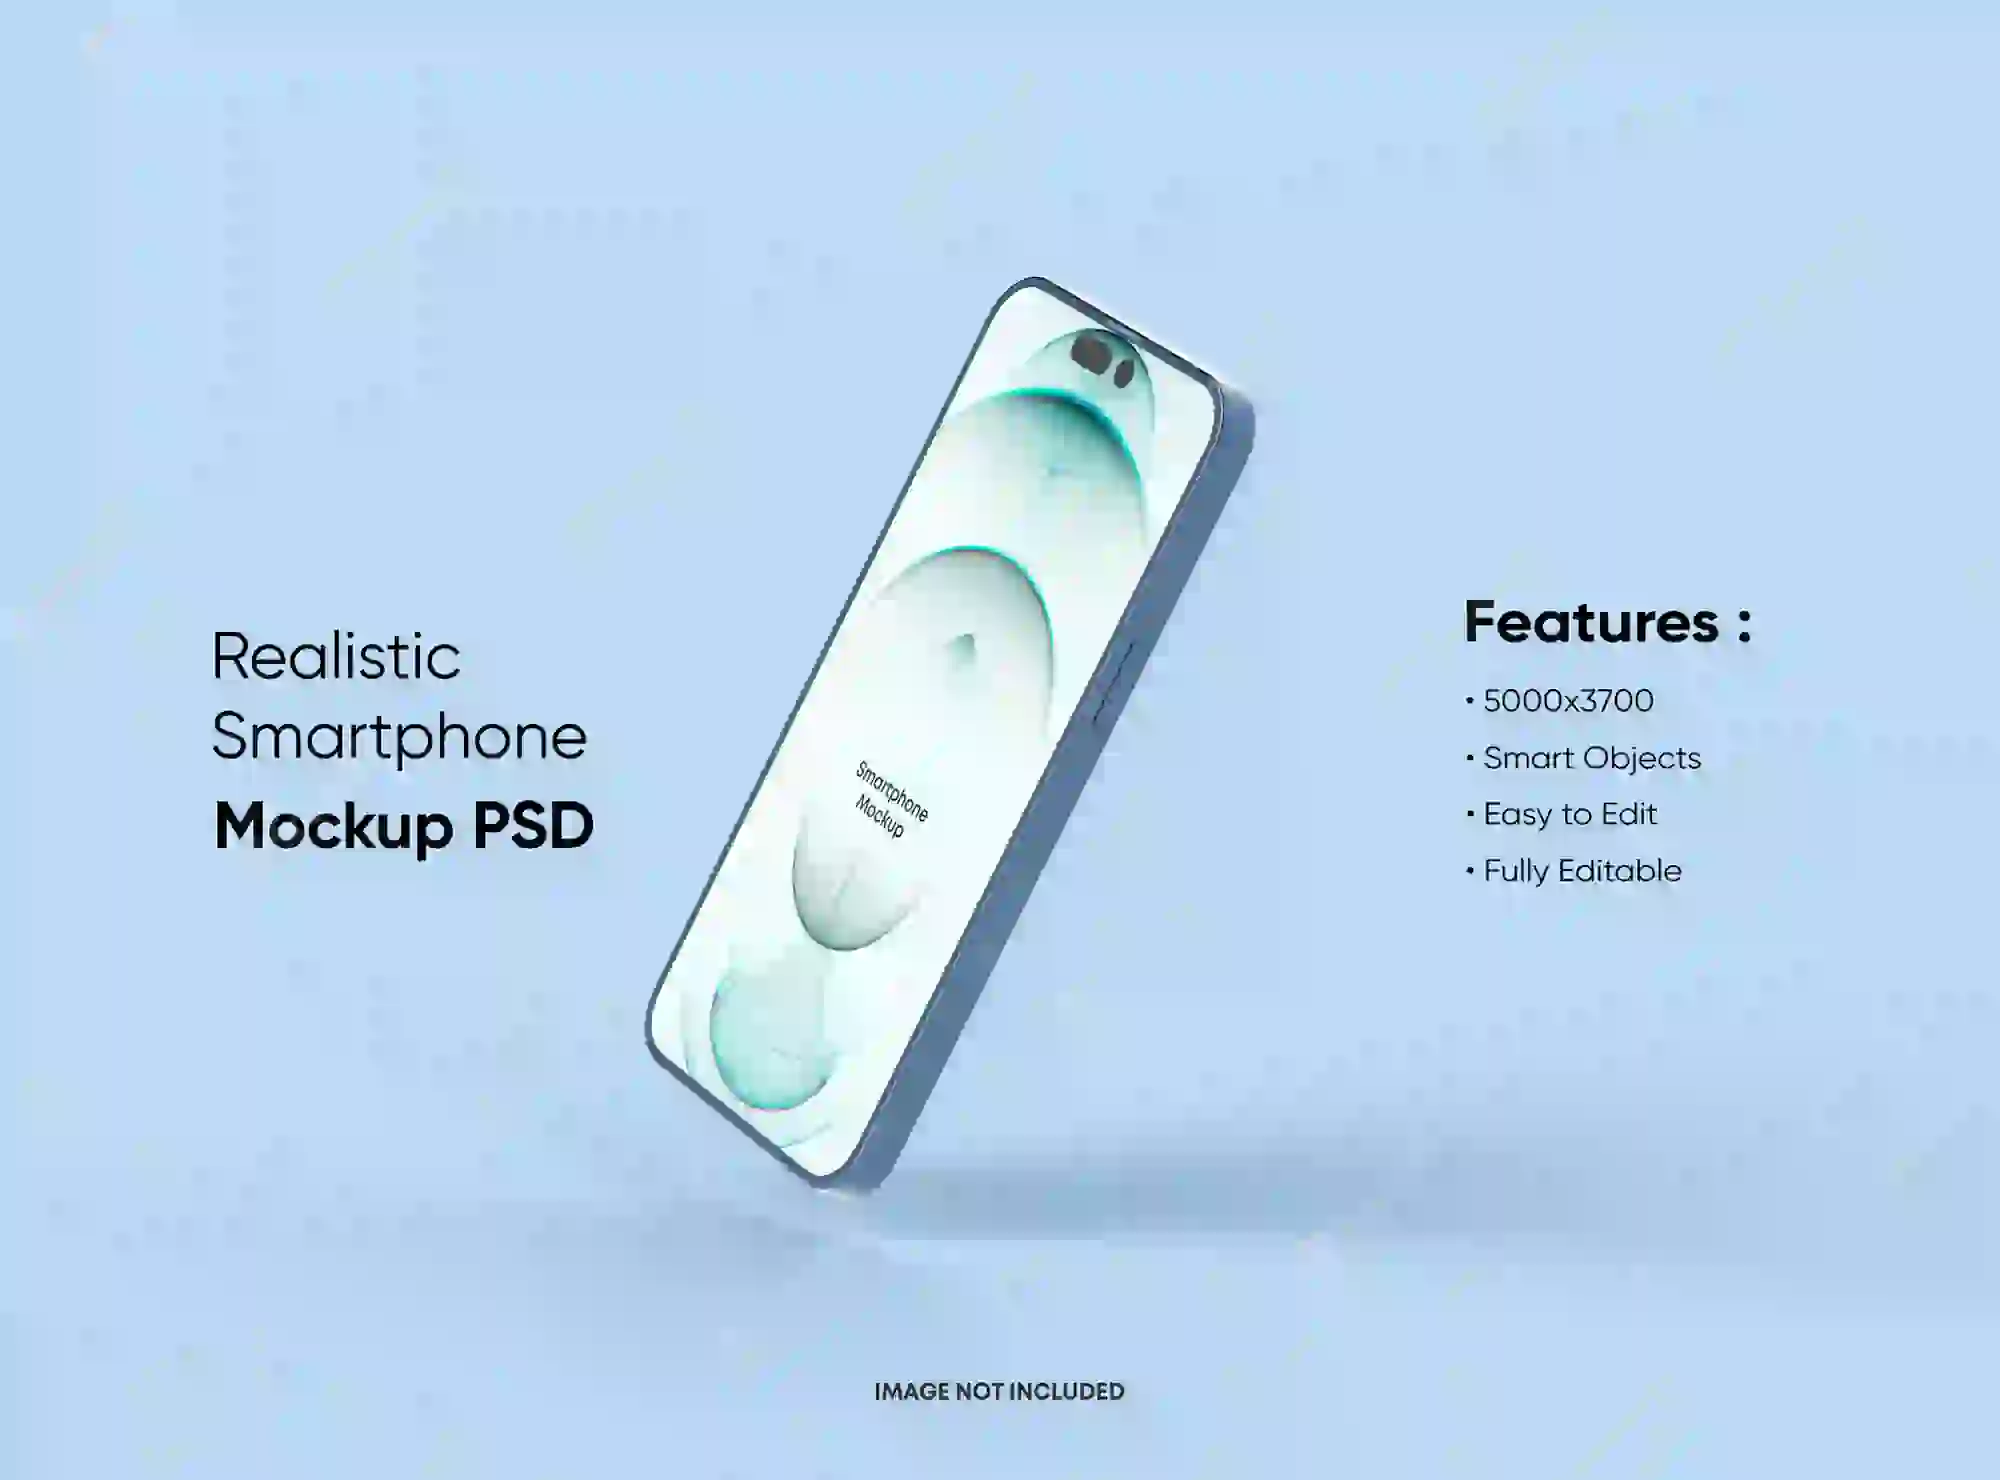 Realistic
Smartphone
Mockup PSD
Smartphone
Mockup
Features :
• 5000x3700
• Smart Objects
• Easy to Edit
• Fully Editable
IMAGE NOT INCLUDED